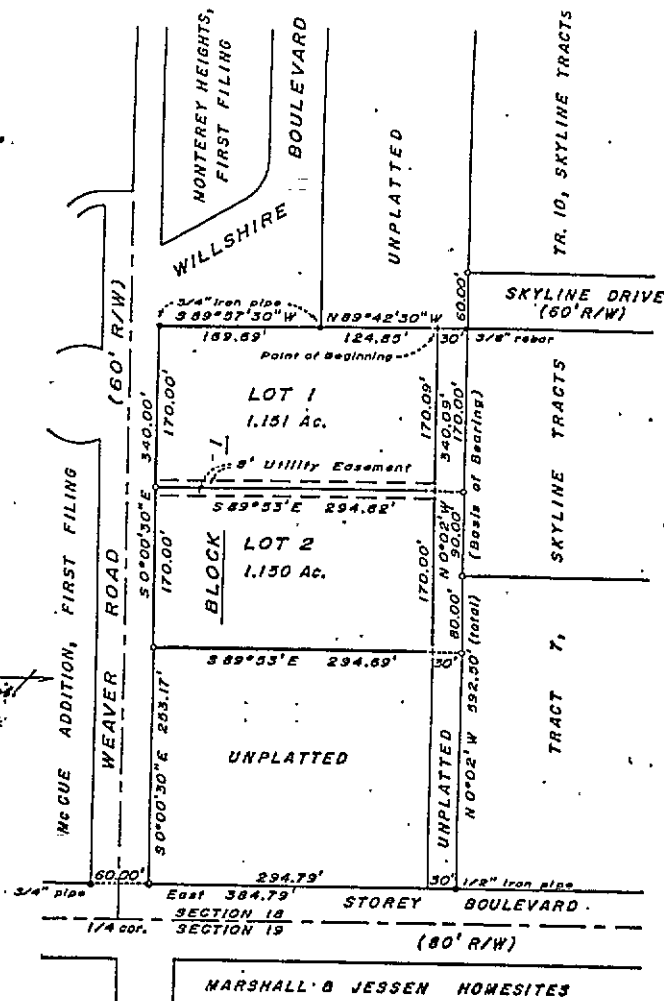 MONTEREY HEIGHTS,
FIRST FILING
BOULEVARD
WILLSHIRE
UNPLATTED
TR. 10, SKYLINE TRACTS
60.00'
SKYLINE DRIVE
(60' R/W)
3/4" iron pipe
S 89°57'30" W
N 89°42'30" W
169.69'
124.85'
30'
3/8" rebar
Point of Beginning
(60' R/W)
LOT 1
1.151 Ac.
340.00'
170.00'
170.09'
340.09'
170.00'
(Basis of Bearing)
8' Utility Easement
S 89°53' E 294.62'
BLOCK 1
LOT 2
1.150 Ac.
S 0°00'30" E
170.00'
170.00'
N 0°02' W
90.00'
80.00'
SKYLINE TRACTS
TRACT 7,
S 89°53' E 294.69'
30'
McCUE ADDITION, FIRST FILING
WEAVER ROAD
S 0°00'30" E 253.17'
UNPLATTED
UNPLATTED
N 0°02' W 592.50' (total)
3/4" pipe
60.00'
294.79'
30'
1/2" iron pipe
East 384.79'
STOREY BOULEVARD
1/4 cor.
SECTION 18
SECTION 19
(80' R/W)
MARSHALL & JESSEN HOMESITES